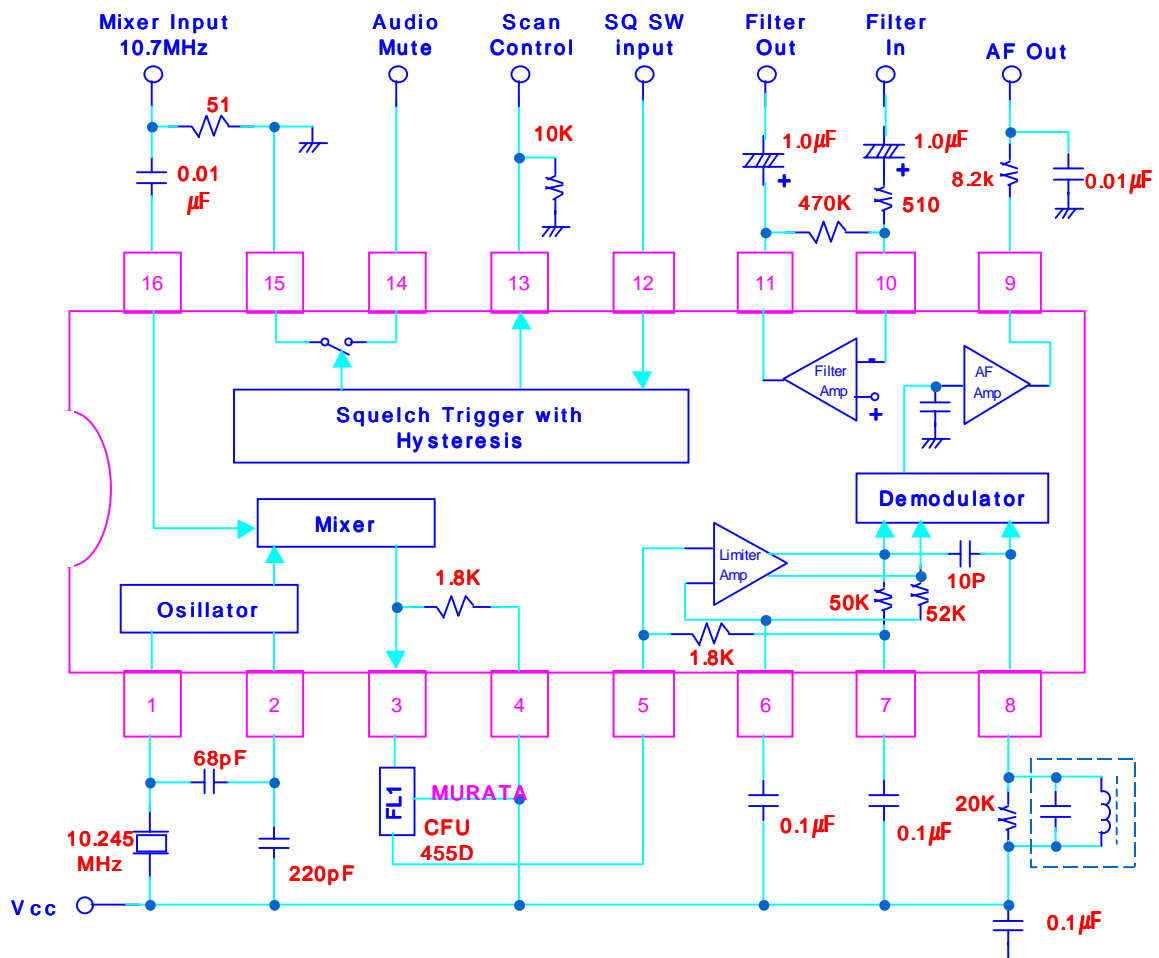 Mixer Input
10.7MHz
Audio
Mute
Scan
Control
SQ SW
input
Filter
Out
Filter
In
AF Out
51
0.01
µF
10K
1.0µF
1.0µF
470K
510
8.2k
0.01µF
16
15
14
13
12
11
10
9
Squelch Trigger with
Hysteresis
Filter
Amp
-
+
AF
Amp
Demodulator
Mixer
Osillator
1.8K
Limiter
Amp
10P
50K
52K
1.8K
1
2
3
4
5
6
7
8
68pF
10.245
MHz
220pF
FL1
MURATA
CFU
455D
0.1µF
0.1µF
20K
0.1µF
Vcc
+
+